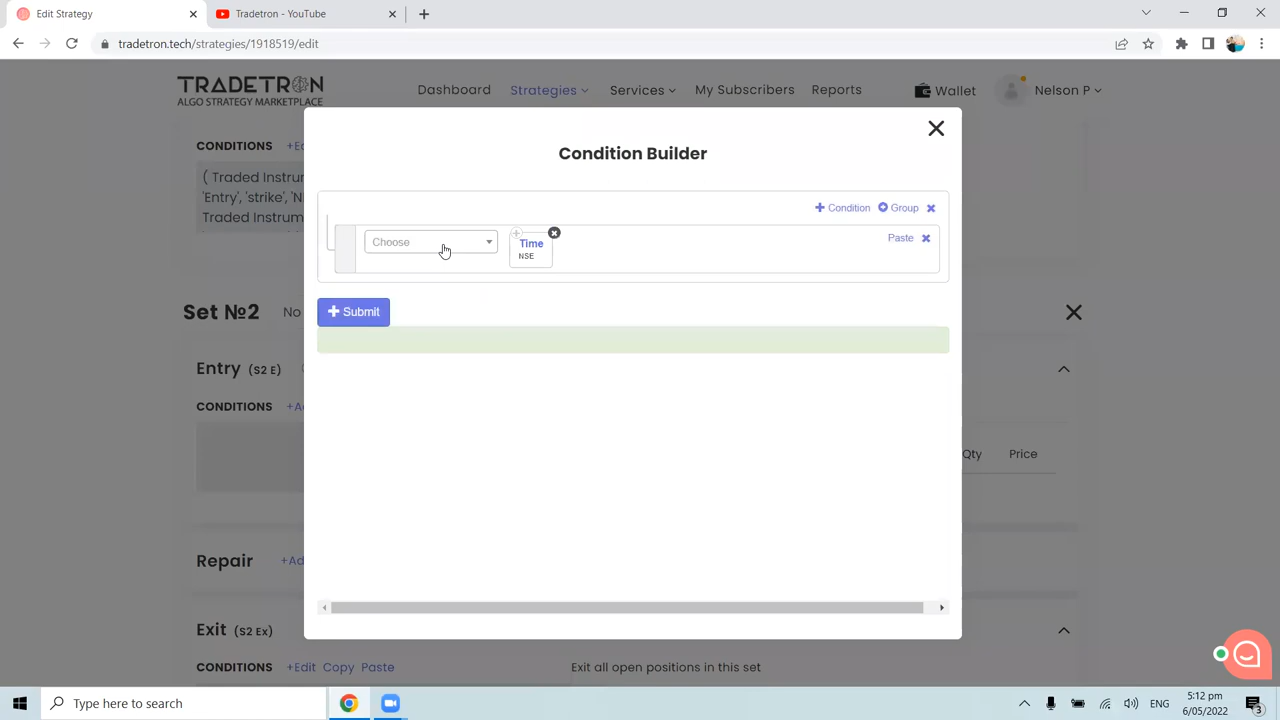 Edit Strategy
Tradetron - YouTube
tradetron.tech/strategies/1918519/edit
TRADETRON
ALGO STRATEGY MARKETPLACE
Dashboard Strategies Services My Subscribers Reports Wallet Nelson P
CONDITIONS
( Traded Instrum
'Entry', 'strike', 'N
Traded Instrum
Condition Builder
Condition Group
Choose
Time
NSE
Paste
Submit
Set №2 No
Entry (S2 E)
CONDITIONS +A
Qty Price
Repair +Ad
Exit (S2 Ex)
CONDITIONS +Edit Copy Paste Exit all open positions in this set
Type here to search
ENG
5:12 pm
6/05/2022
3